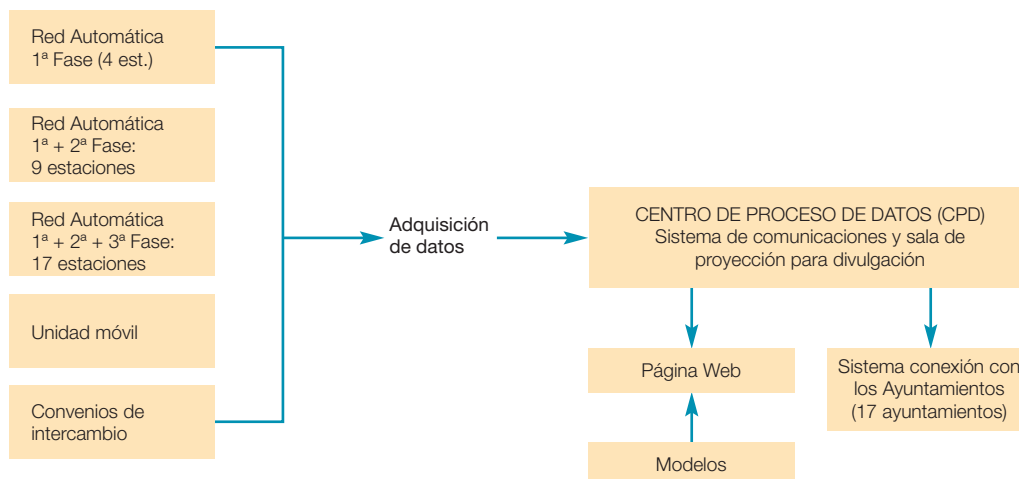 Red Automática
1ª Fase (4 est.)
Red Automática
1ª + 2ª Fase:
9 estaciones
Red Automática
1ª + 2ª + 3ª Fase:
17 estaciones
Unidad móvil
Convenios de
intercambio
Adquisición
de datos
CENTRO DE PROCESO DE DATOS (CPD)
Sistema de comunicaciones y sala de
proyección para divulgación
Página Web
Sistema conexión con
los Ayuntamientos
(17 ayuntamientos)
Modelos